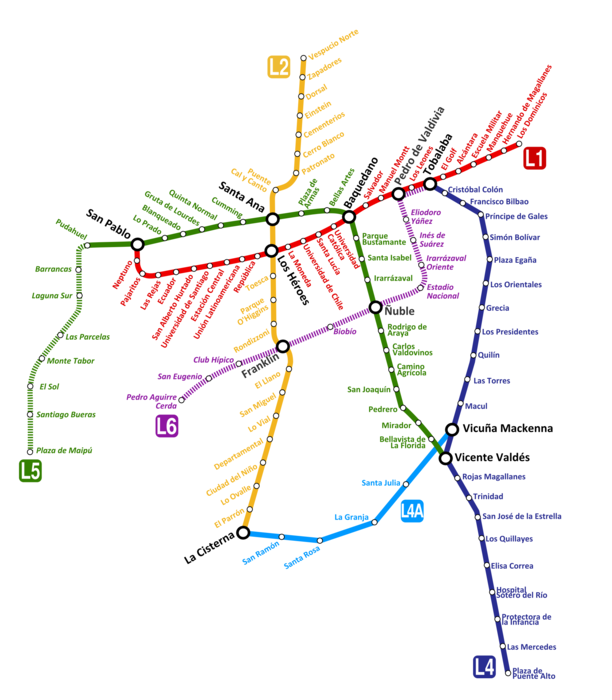 Vespucio Norte
L2
Zapadores
Dorsal
Einstein
Cementerios
Cerro Blanco
Patronato
Puente
Cal y Canto
Santa Ana
Los Héroes
Toesca
Parque
O'Higgins
Rondizzoni
Franklin
El Llano
San Miguel
Lo Vial
Departamental
Ciudad del Niño
Lo Ovalle
El Parrón
La Cisterna
San Pablo
Neptuno
Pajaritos
Las Rejas
Ecuador
San Alberto Hurtado
Universidad de Santiago
Estación Central
Unión Latinoamericana
República
La Moneda
Universidad de Chile
Santa Lucía
Universidad
Católica
Baquedano
Salvador
Manuel Montt
Pedro de Valdivia
Los Leones
Tobalaba
El Golf
Alcántara
Escuela Militar
Manquehue
Hernando de Magallanes
Los Domínicos
L1
Plaza de Maipú
L5
Santiago Bueras
El Sol
Monte Tabor
Las Parcelas
Laguna Sur
Barrancas
Pudahuel
Lo Prado
Blanqueado
Gruta de Lourdes
Quinta Normal
Cumming
Plaza de
Armas
Bellas Artes
Parque
Bustamante
Santa Isabel
Irarrázaval
Ñuble
Rodrigo de
Araya
Carlos
Valdovinos
Camino
Agrícola
San Joaquín
Pedrero
Mirador
Bellavista de
La Florida
Vicente Valdés
Eliodoro
Yáñez
Inés de
Suárez
Irarrázaval
Oriente
Estadio
Nacional
Biobío
Club Hípico
San Eugenio
Pedro Aguirre
Cerda
L6
Cristóbal Colón
Francisco Bilbao
Príncipe de Gales
Simón Bolívar
Plaza Egaña
Los Orientales
Grecia
Los Presidentes
Quilín
Las Torres
Macul
Vicuña Mackenna
Rojas Magallanes
Trinidad
San José de la Estrella
Los Quillayes
Elisa Correa
Hospital
Sótero del Río
Protectora de
la Infancia
Las Mercedes
L4
Plaza de
Puente Alto
Santa Julia
L4A
La Granja
Santa Rosa
San Ramón